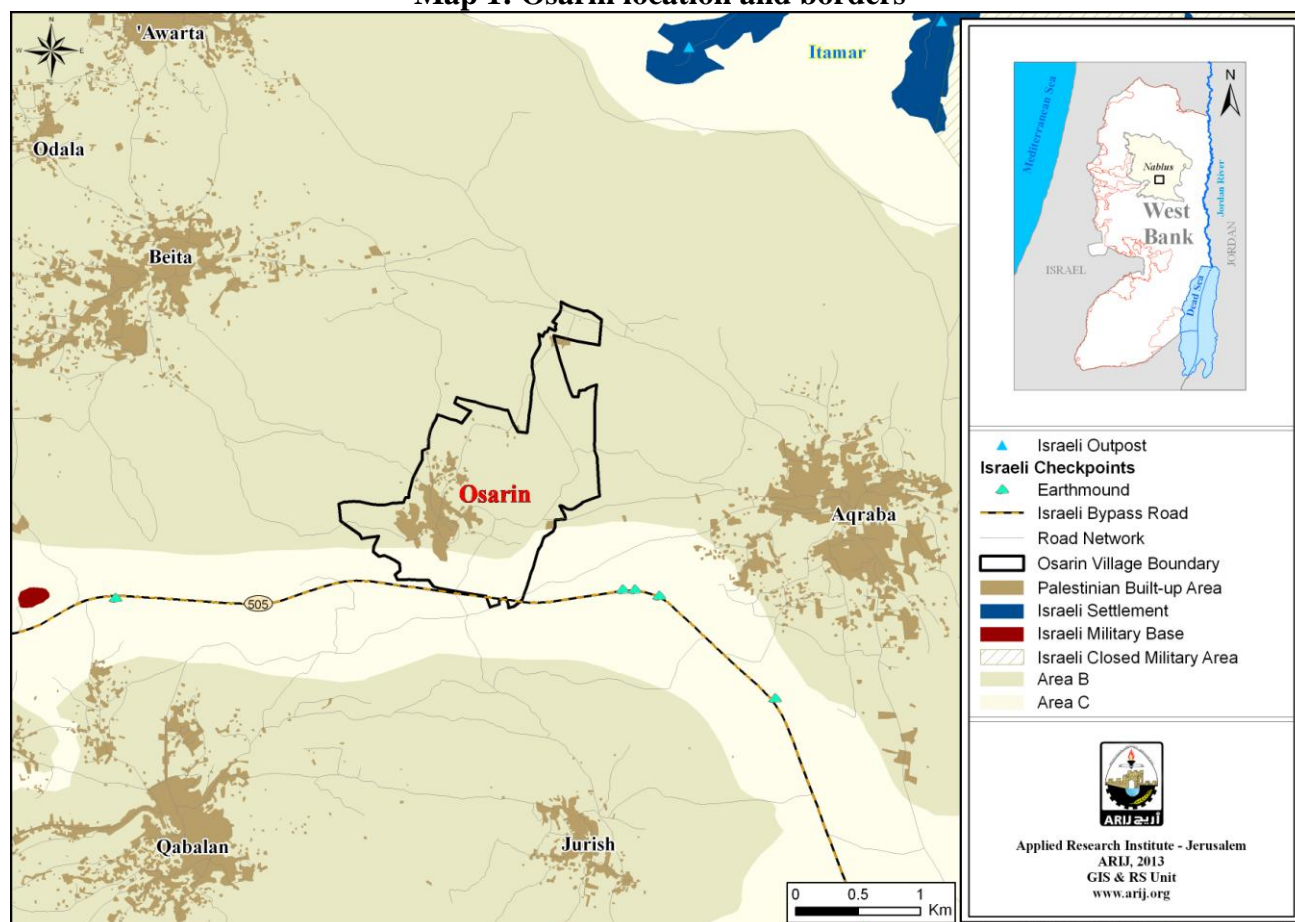 Map 1: Osarin location and borders
'Awarta
W
E
Itamar
Odala
Beita
Osarin
Aqraba
505
Qabalan
Jurish
0 0.5 1
Km
N
Mediterranean Sea
Nablus
Jordan River
West
Bank
ISRAEL
JORDAN
Dead Sea
Israeli Outpost
Israeli Checkpoints
Earthmound
Israeli Bypass Road
Road Network
Osarin Village Boundary
Palestinian Built-up Area
Israeli Settlement
Israeli Military Base
Israeli Closed Military Area
Area B
Area C
ARIJ أريج
Applied Research Institute - Jerusalem
ARIJ, 2013
GIS & RS Unit
www.arij.org